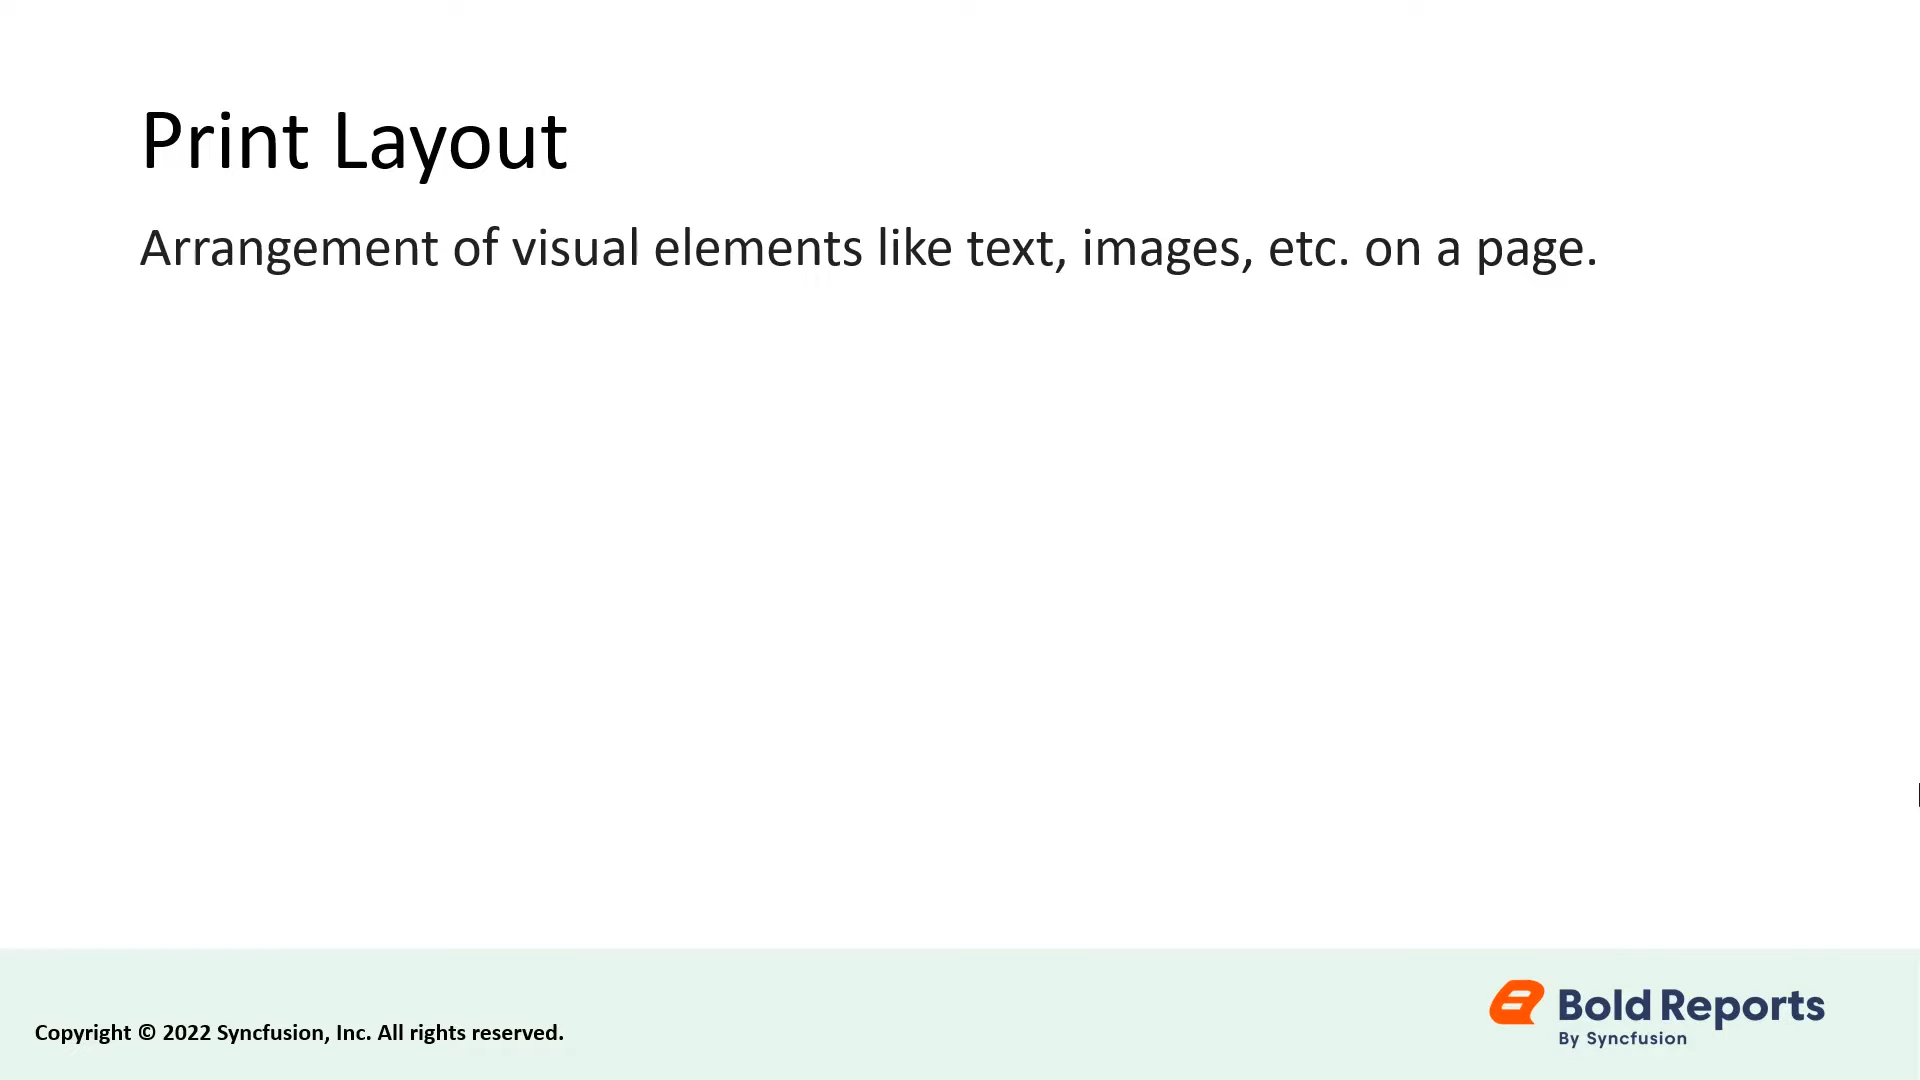 Print Layout
Arrangement of visual elements like text, images, etc. on a page.
Copyright © 2022 Syncfusion, Inc. All rights reserved.
Bold Reports
By Syncfusion